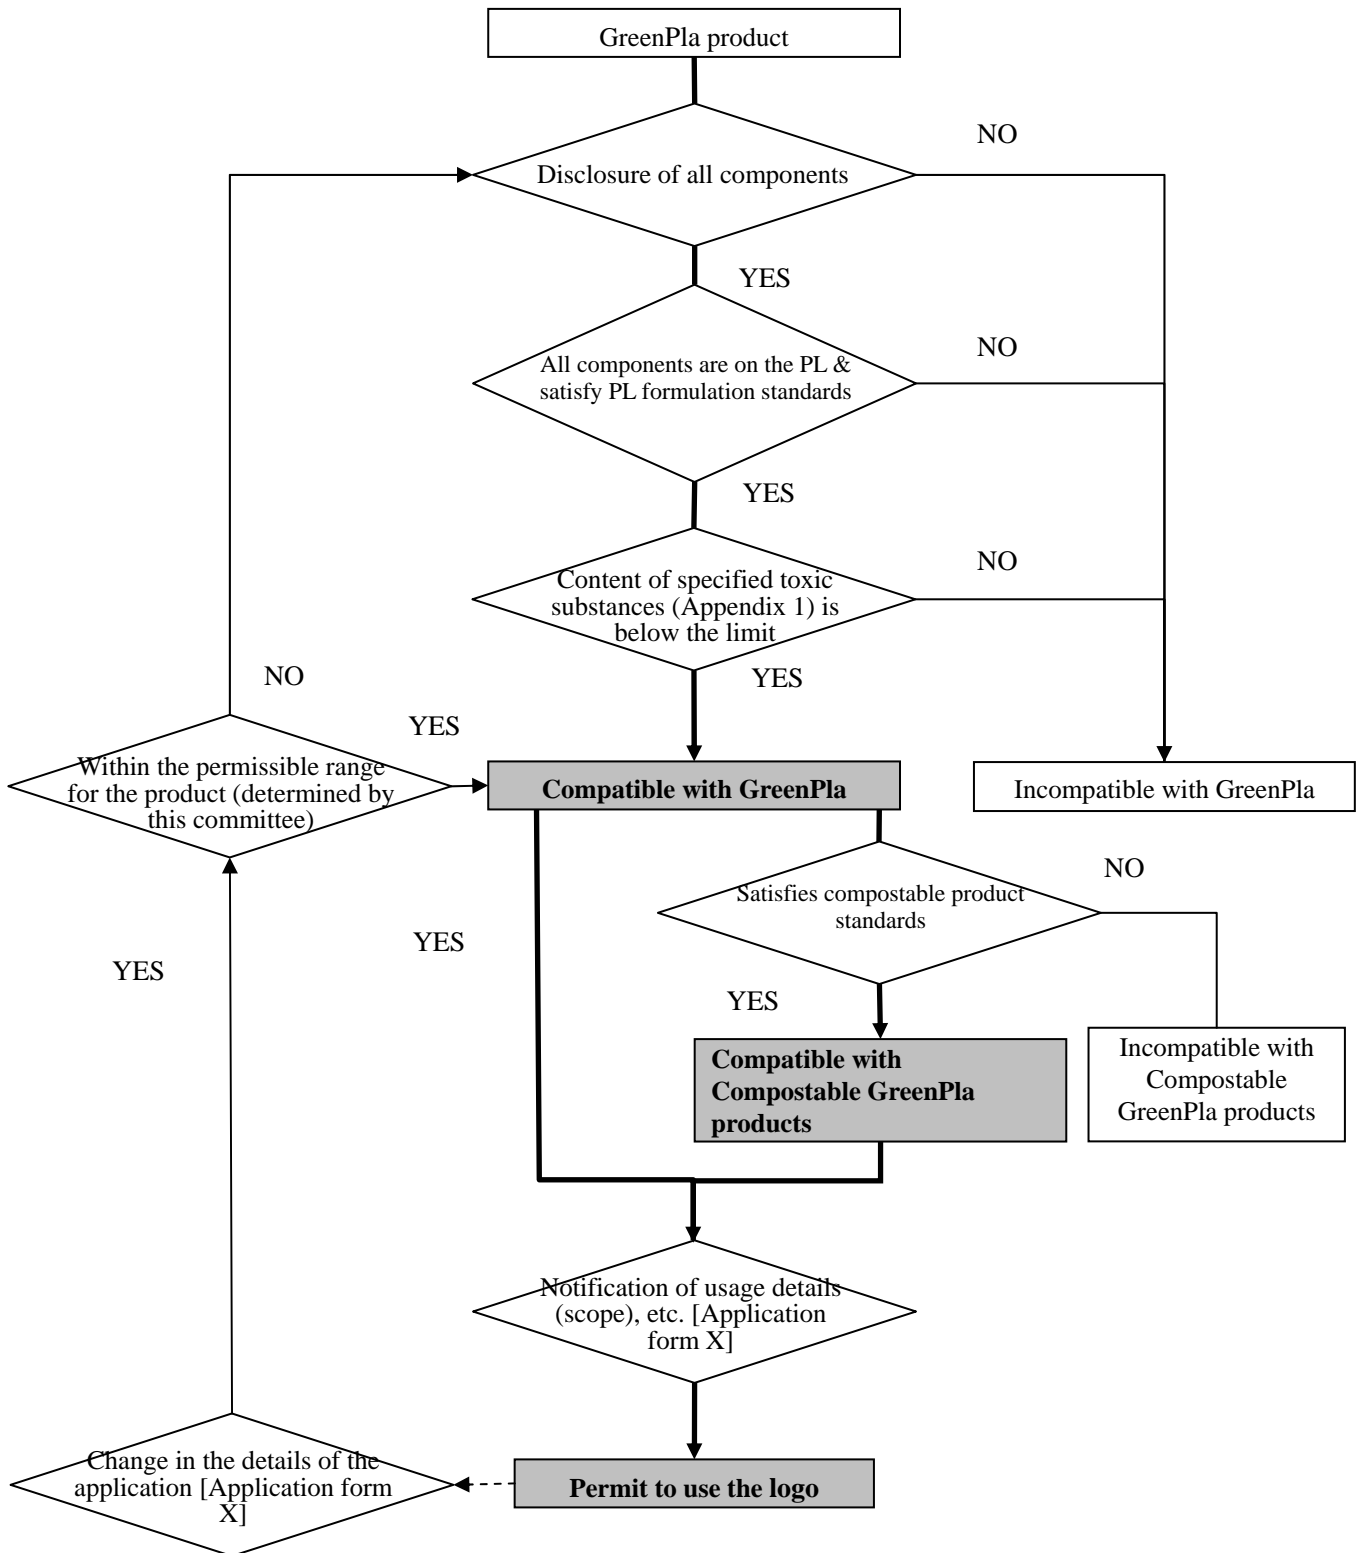 GreenPla product
NO
Disclosure of all components
YES
NO
All components are on the PL &
satisfy PL formulation standards
YES
NO
Content of specified toxic
substances (Appendix 1) is
below the limit
YES
NO
YES
Within the permissible range
for the product (determined by
this committee)
Compatible with GreenPla
Incompatible with GreenPla
NO
Satisfies compostable product
standards
YES
YES
YES
Compatible with
Compostable GreenPla
products
Incompatible with
Compostable
GreenPla products
Notification of usage details
(scope), etc. [Application
form X]
Change in the details of the
application [Application form
X]
Permit to use the logo